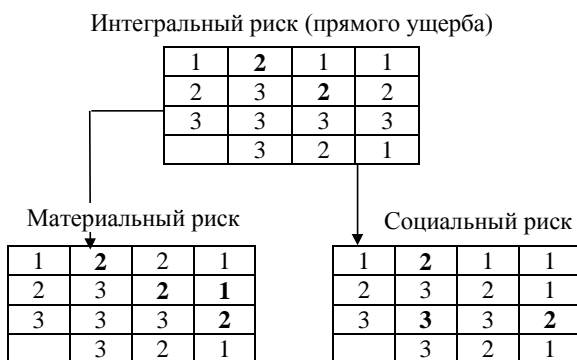 Интегральный риск (прямого ущерба)
1 2 1 1
2 3 2 2
3 3 3 3
3 2 1
Материальный риск
1 2 2 1
2 3 2 1
3 3 3 2
3 2 1
Социальный риск
1 2 1 1
2 3 2 1
3 3 3 2
3 2 1